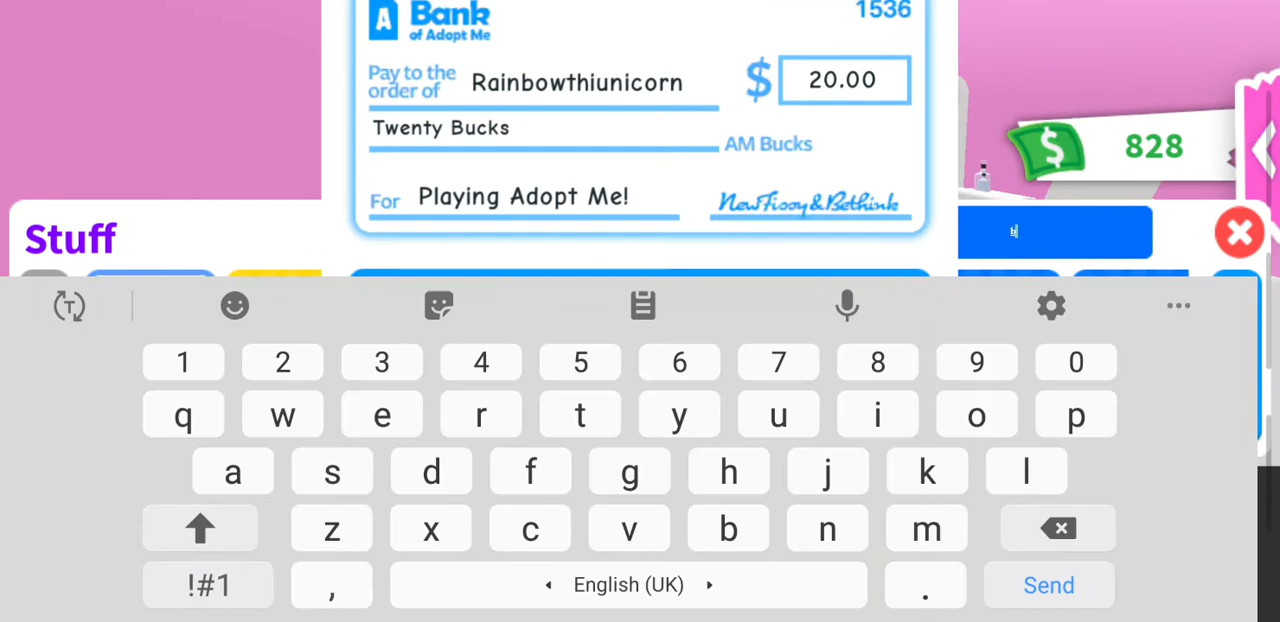 A Bank
of Adopt Me
1536
Pay to the
order of
Rainbowthiunicorn
$ 20.00
Twenty Bucks
AM Bucks
For Playing Adopt Me!
NewFissy & Bethink
$ 828
Stuff
T
1 2 3 4 5 6 7 8 9 0
q w e r t y u i o p
a s d f g h j k l
z x c v b n m
!#1 , English (UK) . Send